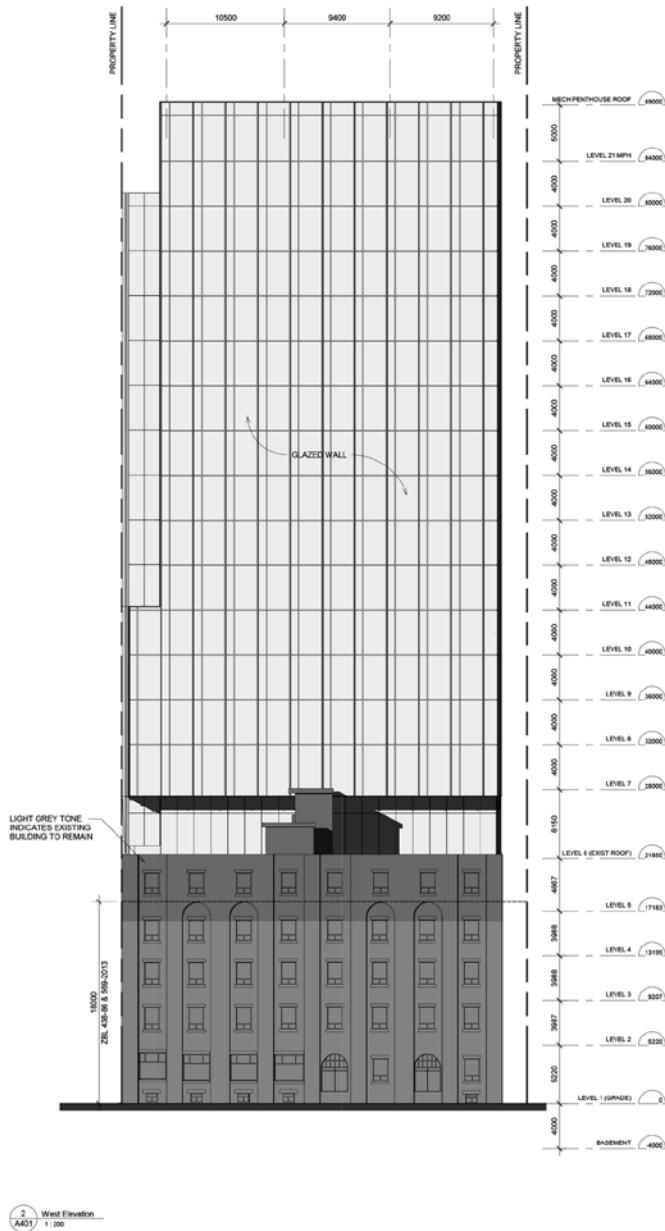 10500
9400
9200
PROPERTY LINE
PROPERTY LINE
MECH PENTHOUSE ROOF
89000
5000
LEVEL 21 MPH
84000
4000
LEVEL 20
80000
4000
LEVEL 19
76000
4000
LEVEL 18
72000
4000
LEVEL 17
68000
4000
LEVEL 16
64000
4000
LEVEL 15
60000
4000
GLAZED WALL
LEVEL 14
56000
4000
LEVEL 13
52000
4000
LEVEL 12
48000
4000
LEVEL 11
44000
4000
LEVEL 10
40000
4000
LEVEL 9
36000
4000
LEVEL 8
32000
4000
LEVEL 7
28000
LIGHT GREY TONE
INDICATES EXISTING
BUILDING TO REMAIN
6150
LEVEL 6 (EXIST ROOF)
21850
4667
LEVEL 5
17183
3988
LEVEL 4
13195
3988
LEVEL 3
9207
3987
LEVEL 2
5220
18000
ZBL 438-86 & 569-2013
5220
LEVEL 1 (GRADE)
0
4000
BASEMENT
-4000
2
A401
West Elevation
1 : 200